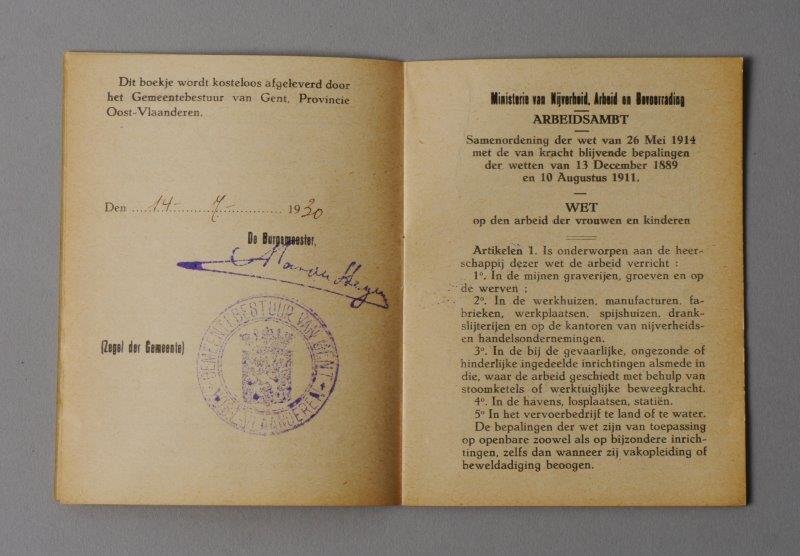 Dit boekje wordt kosteloos afgeleverd door
het Gemeentebestuur van Gent, Provincie
Oost-Vlaanderen.
Den 14- 7- 1930
De Burgemeester,
(Zegel der Gemeente)
GEMEENTEBESTUUR VAN GENT
OOST-VLAANDEREN
Ministerie van Nijverheid, Arbeid en Bevoorrading
ARBEIDSAMBT
Samenordening der wet van 26 Mei 1914
met de van kracht blijvende bepalingen
der wetten van 13 December 1889
en 10 Augustus 1911.
WET
op den arbeid der vrouwen en kinderen
Artikelen 1. Is onderworpen aan de heer-
schappij dezer wet de arbeid verricht :
1º. In de mijnen graverijen, groeven en op
de werven ;
2º. In de werkhuizen, manufacturen, fa-
brieken, werkplaatsen, spijshuizen, drank-
slijterijen en op de kantoren van nijverheids-
en handelsondernemingen.
3º. In de bij de gevaarlijke, ongezonde of
hinderlijke ingedeelde inrichtingen alsmede in
die, waar de arbeid geschiedt met behulp van
stoomketels of werktuiglijke beweegkracht.
4º. In de havens, losplaatsen, statiën.
5º In het vervoerbedrijf te land of te water.
De bepalingen der wet zijn van toepassing
op openbare zoowel als op bijzondere inrich-
tingen, zelfs dan wanneer zij vakopleiding of
beweldadiging beoogen.